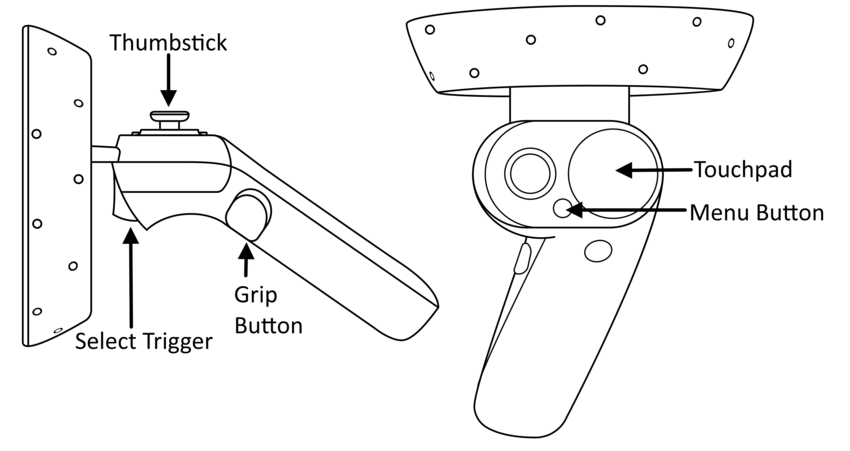 Thumbstick
Touchpad
Menu Button
Grip
Button
Select Trigger